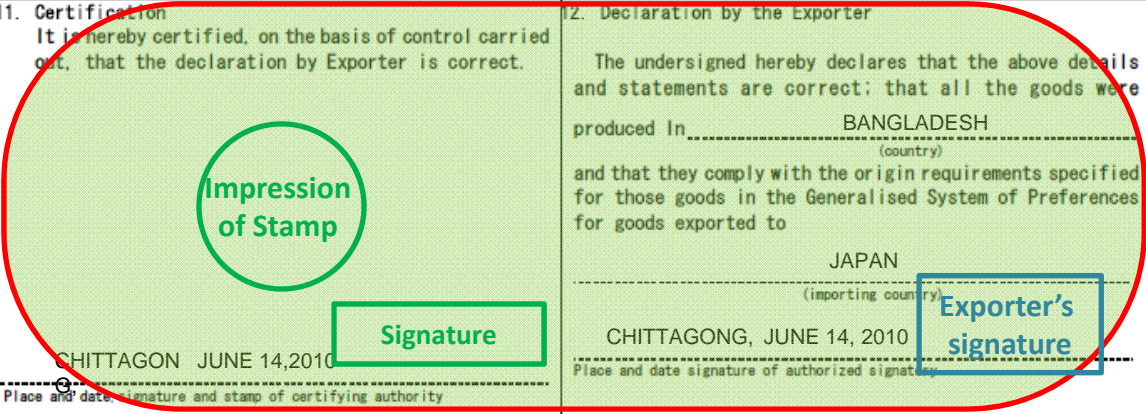 11. Certification
It is hereby certified, on the basis of control carried
out, that the declaration by Exporter is correct.
Impression
of Stamp
Signature
CHITTAGON JUNE 14,2010
G,
Place and date, signature and stamp of certifying authority
12. Declaration by the Exporter
The undersigned hereby declares that the above details
and statements are correct; that all the goods were
produced In BANGLADESH
(country)
and that they comply with the origin requirements specified
for those goods in the Generalised System of Preferences
for goods exported to
JAPAN
(importing country)
Exporter's
signature
CHITTAGONG, JUNE 14, 2010
Place and date signature of authorized signatory